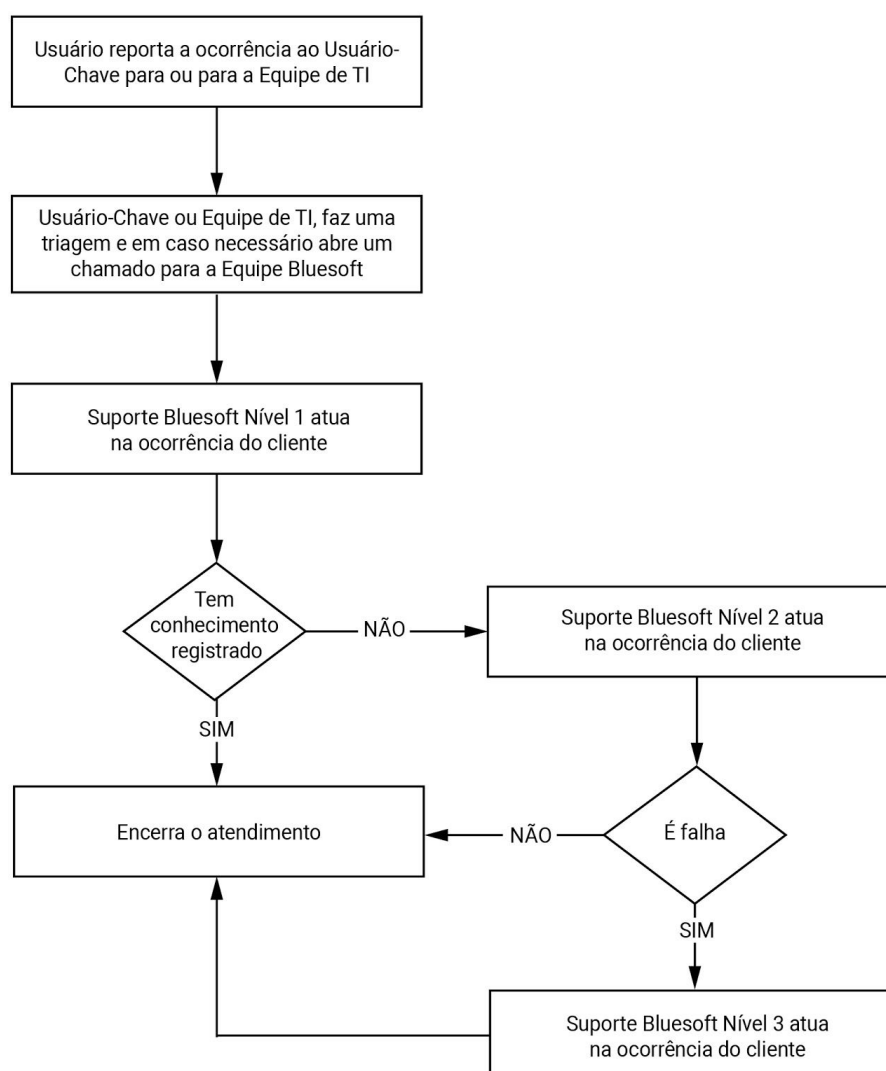 Usuário reporta a ocorrência ao Usuário-
Chave para ou para a Equipe de TI
Usuário-Chave ou Equipe de TI, faz uma
triagem e em caso necessário abre um
chamado para a Equipe Bluesoft
Suporte Bluesoft Nível 1 atua
na ocorrência do cliente
Tem
conhecimento
registrado
NÃO
Suporte Bluesoft Nível 2 atua
na ocorrência do cliente
SIM
Encerra o atendimento
NÃO
É falha
SIM
Suporte Bluesoft Nível 3 atua
na ocorrência do cliente